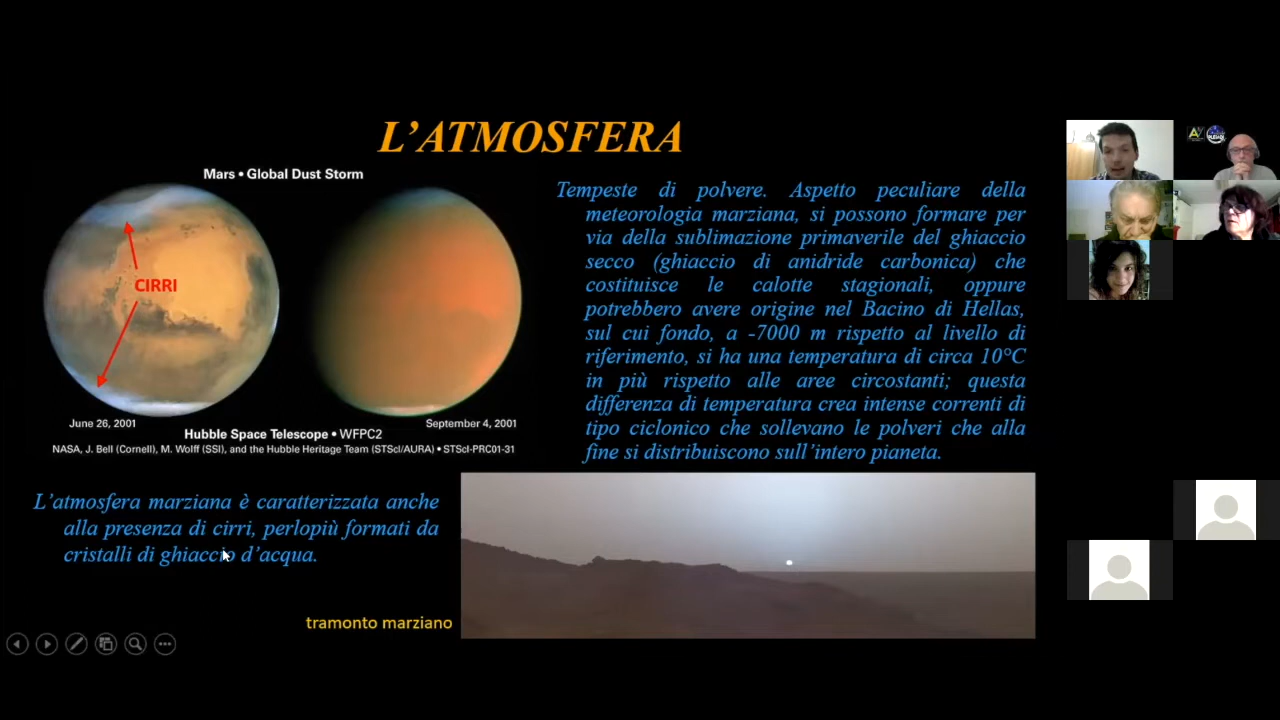 L'ATMOSFERA
Mars • Global Dust Storm
CIRRI
June 26, 2001
September 4, 2001
Hubble Space Telescope • WFPC2
NASA, J. Bell (Cornell), M. Wolff (SSI), and the Hubble Heritage Team (STScI/AURA) • STScI-PRC01-31
Tempeste di polvere. Aspetto peculiare della
meteorologia marziana, si possono formare per
via della sublimazione primaverile del ghiaccio
secco (ghiaccio di anidride carbonica) che
costituisce le calotte stagionali, oppure
potrebbero avere origine nel Bacino di Hellas,
sul cui fondo, a -7000 m rispetto al livello di
riferimento, si ha una temperatura di circa 10°C
in più rispetto alle aree circostanti; questa
differenza di temperatura crea intense correnti di
tipo ciclonico che sollevano le polveri che alla
fine si distribuiscono sull'intero pianeta.
L'atmosfera marziana è caratterizzata anche
alla presenza di cirri, perlopiù formati da
cristalli di ghiaccio d'acqua.
tramonto marziano